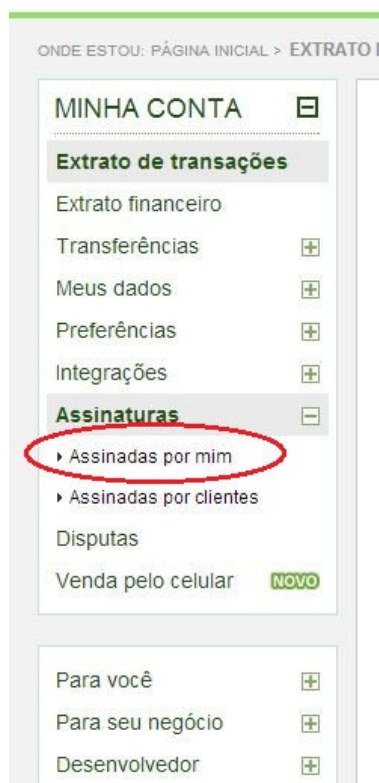 ONDE ESTOU: PÁGINA INICIAL > EXTRATO
MINHA CONTA
Extrato de transações
Extrato financeiro
Transferências
Meus dados
Preferências
Integrações
Assinaturas
Assinadas por mim
Assinadas por clientes
Disputas
Venda pelo celular NOVO
Para você
Para seu negócio
Desenvolvedor